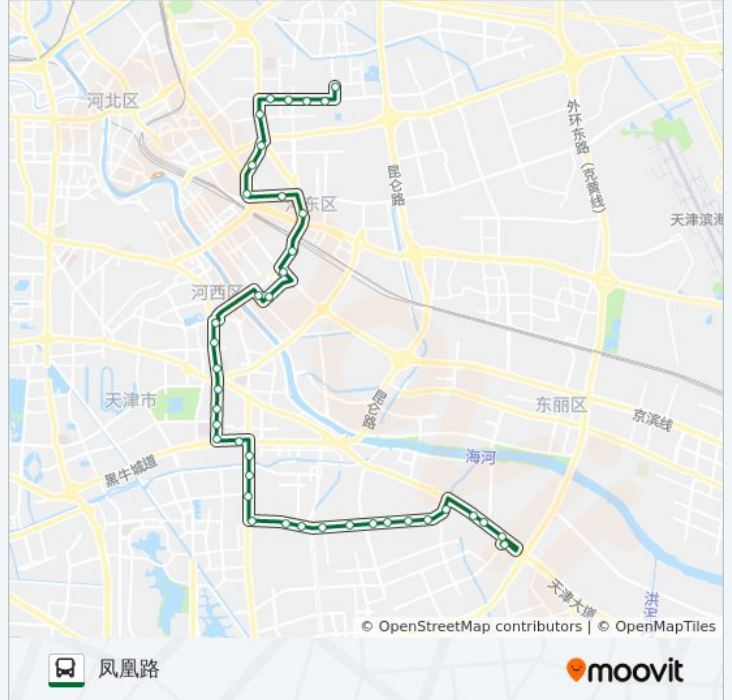 河北区
外环东路（克黄线）
昆仑路
河东区
天津滨海
河西区
天津市
昆仑路
东丽区
京滨线
海河
黑牛城道
天津大道
© OpenStreetMap contributors | © OpenMapTiles
凤凰路
moovit